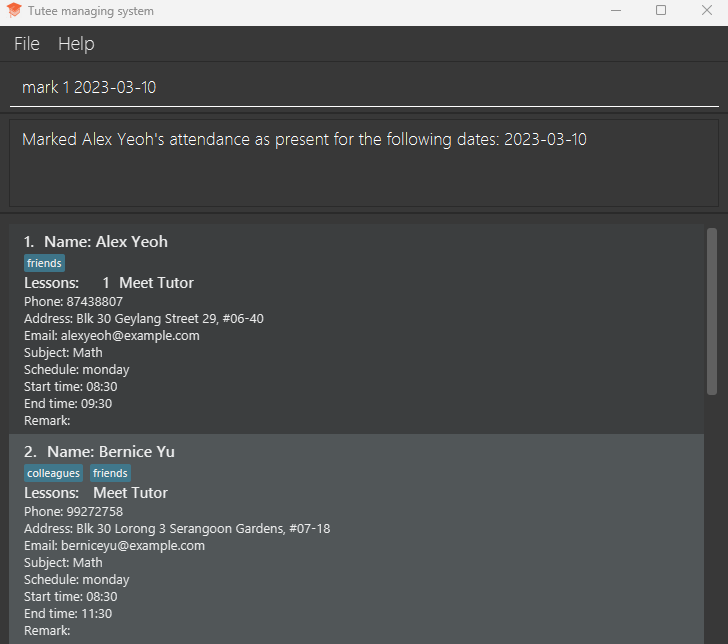 Tutee managing system
File Help
mark 1 2023-03-10
Marked Alex Yeoh's attendance as present for the following dates: 2023-03-10
1. Name: Alex Yeoh
friends
Lessons: 1 Meet Tutor
Phone: 87438807
Address: Blk 30 Geylang Street 29, #06-40
Email: alexyeoh@example.com
Subject: Math
Schedule: monday
Start time: 08:30
End time: 09:30
Remark:
2. Name: Bernice Yu
colleagues friends
Lessons: Meet Tutor
Phone: 99272758
Address: Blk 30 Lorong 3 Serangoon Gardens, #07-18
Email: berniceyu@example.com
Subject: Math
Schedule: monday
Start time: 08:30
End time: 11:30
Remark: